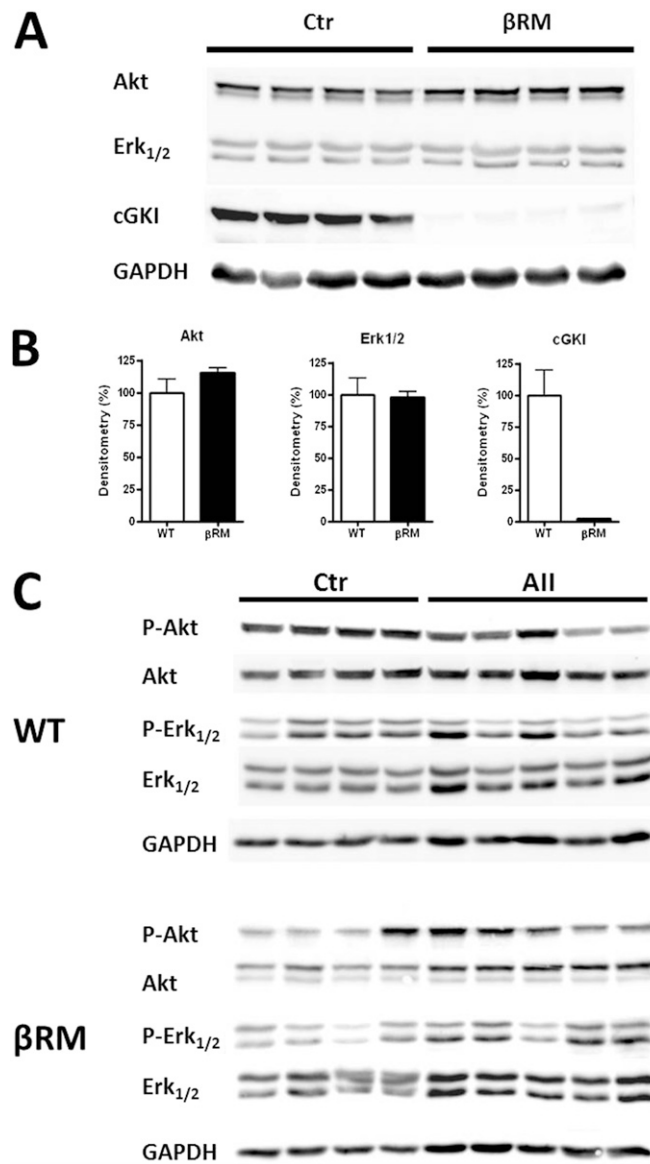 A
Ctr βRM
Akt
Erk1/2
cGKI
GAPDH
B
Akt
Densitometry (%)
125
100
75
50
25
0
WT βRM
Erk1/2
Densitometry (%)
125
100
75
50
25
0
WT βRM
cGKI
Densitometry (%)
125
100
75
50
25
0
WT βRM
C
Ctr AII
WT
P-Akt
Akt
P-Erk1/2
Erk1/2
GAPDH
βRM
P-Akt
Akt
P-Erk1/2
Erk1/2
GAPDH